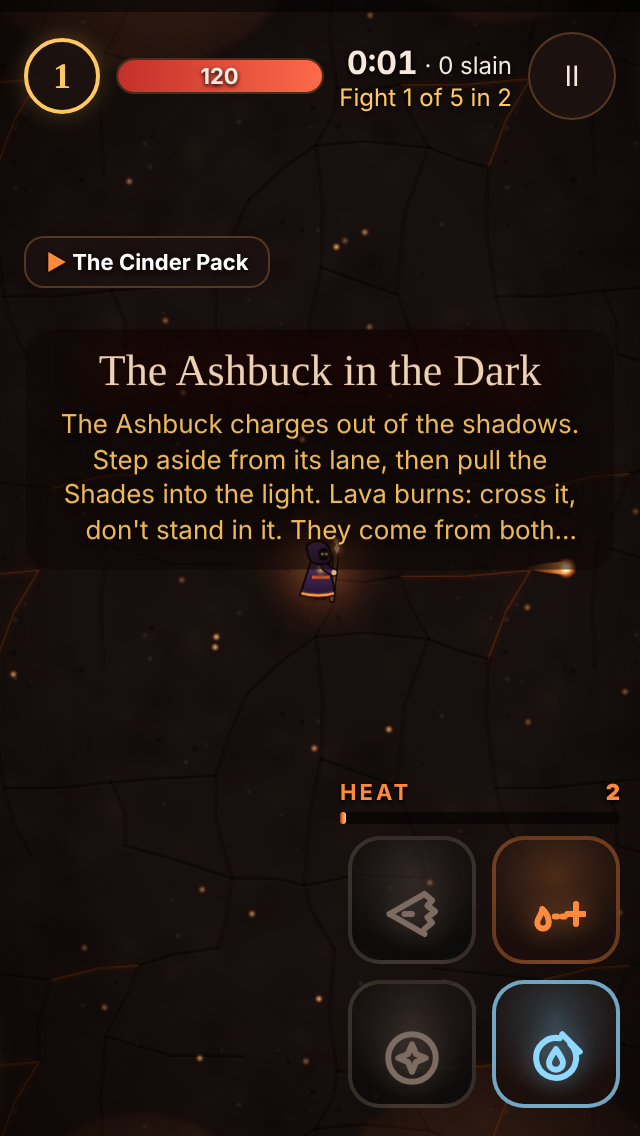 1
120
0:01 · 0 slain
Fight 1 of 5 in 2
The Cinder Pack
The Ashbuck in the Dark
The Ashbuck charges out of the shadows.
Step aside from its lane, then pull the
Shades into the light. Lava burns: cross it,
don't stand in it. They come from both...
HEAT 2